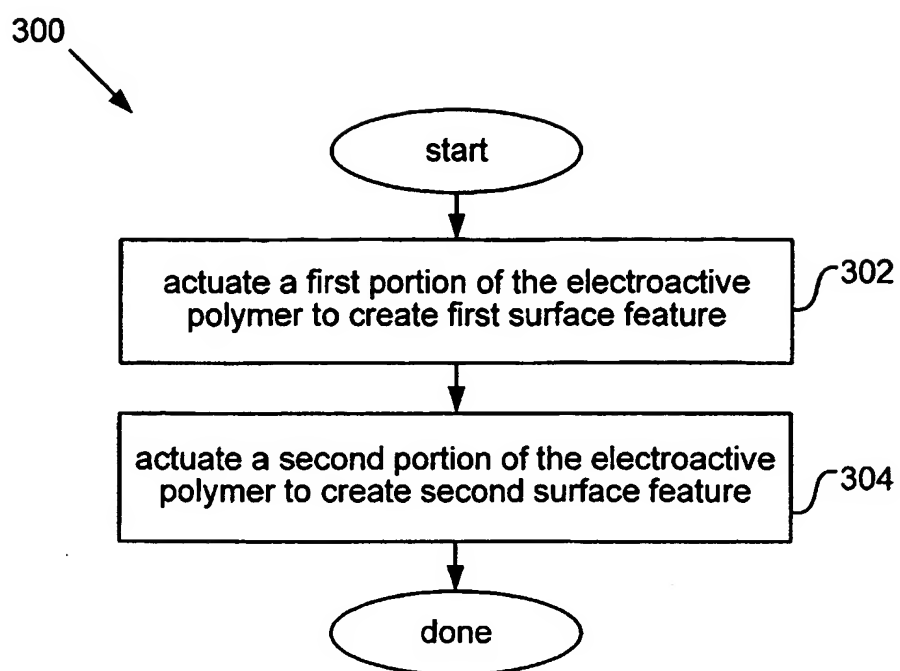 300
start
actuate a first portion of the electroactive
polymer to create first surface feature
302
actuate a second portion of the electroactive
polymer to create second surface feature
304
done